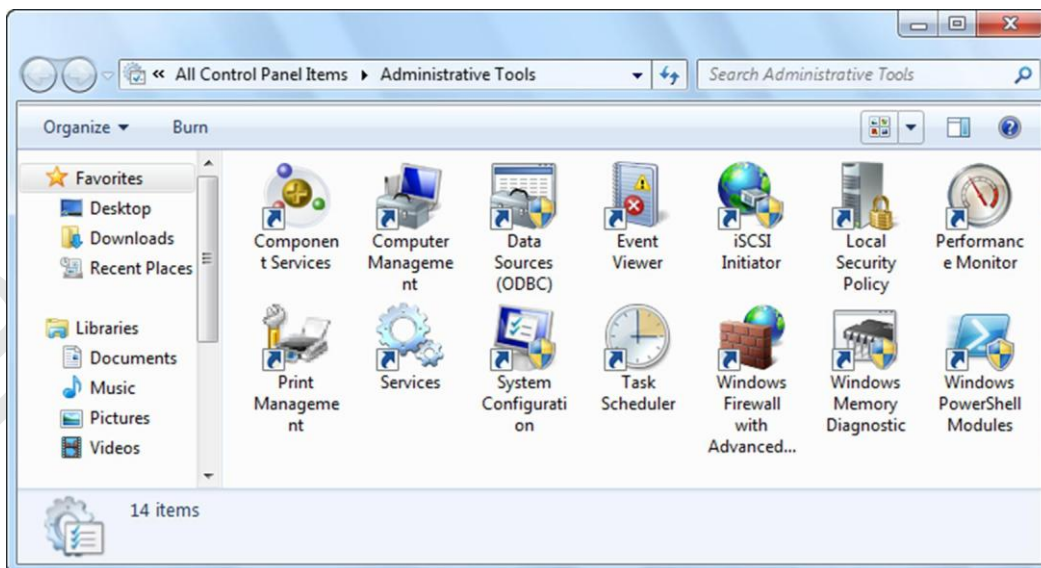 « All Control Panel Items ▸ Administrative Tools
Search Administrative Tools
Organize
Burn
Favorites
Desktop
Downloads
Recent Places
Libraries
Documents
Music
Pictures
Videos
Componen
t Services
Computer
Manageme
nt
Data
Sources
(ODBC)
Event
Viewer
iSCSI
Initiator
Local
Security
Policy
Performanc
e Monitor
Print
Manageme
nt
Services
System
Configurati
on
Task
Scheduler
Windows
Firewall
with
Advanced...
Windows
Memory
Diagnostic
Windows
PowerShell
Modules
14 items